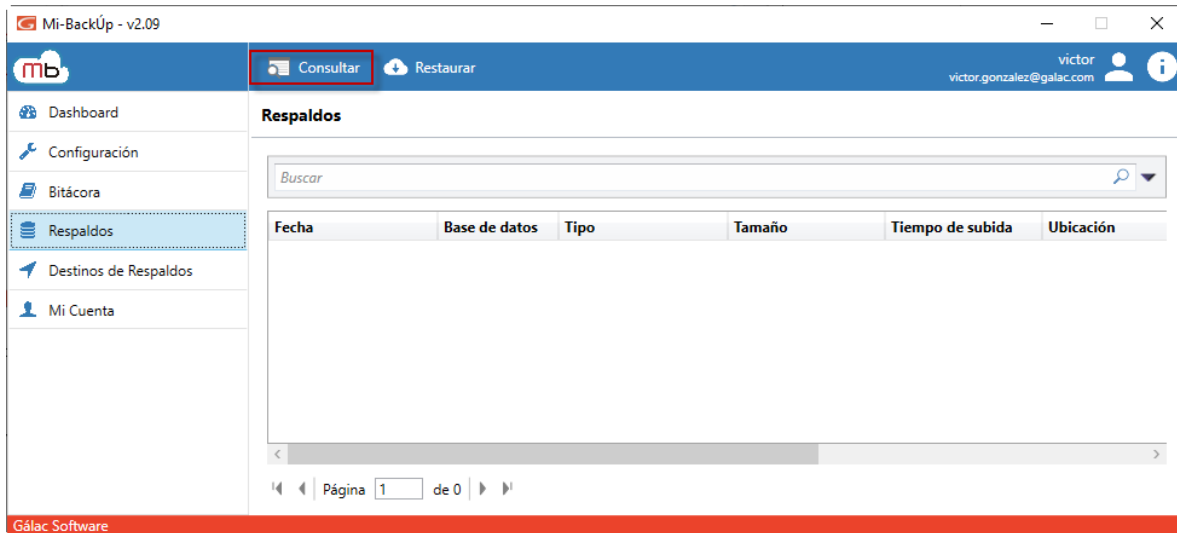 Mi-BackÚp - v2.09
mb
Consultar
Restaurar
victor
victor.gonzalez@galac.com
Dashboard
Configuración
Bitácora
Respaldos
Destinos de Respaldos
Mi Cuenta
Respaldos
Buscar
Fecha Base de datos Tipo Tamaño Tiempo de subida Ubicación
Página 1 de 0
Gálac Software